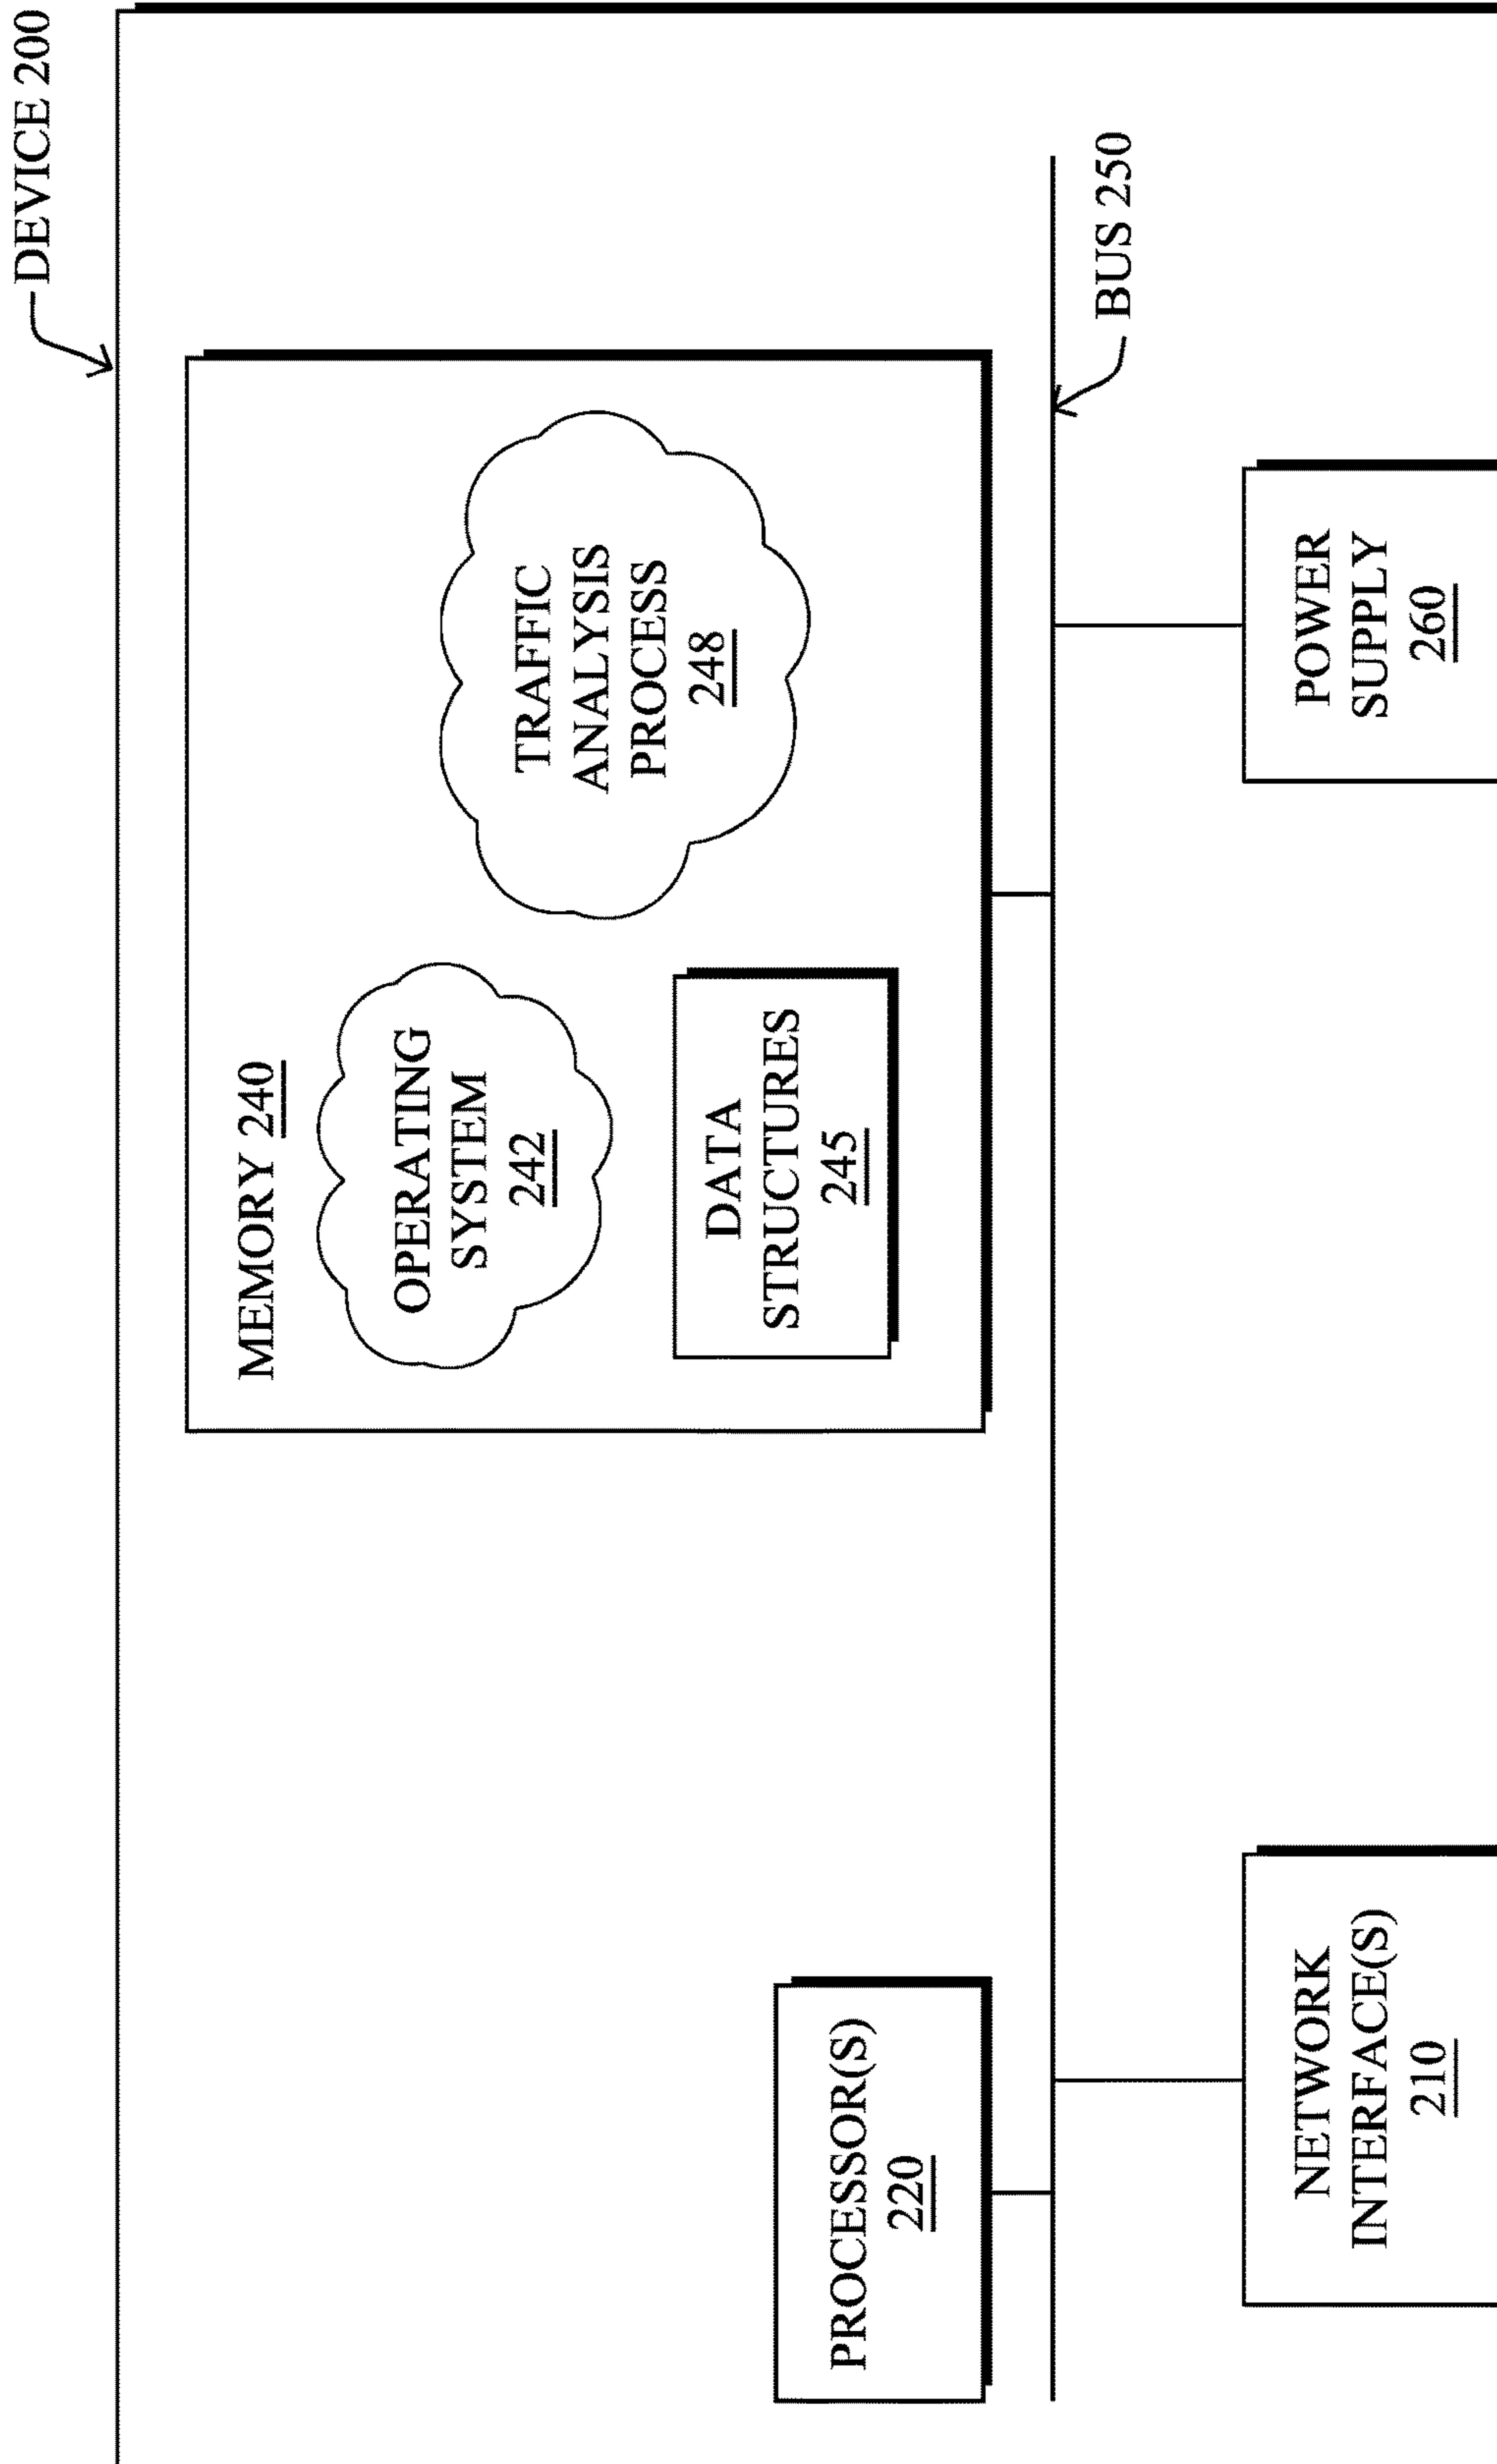 DEVICE 200
MEMORY 240
OPERATING
SYSTEM
242
DATA
STRUCTURES
245
TRAFFIC
ANALYSIS
PROCESS
248
PROCESSOR(S)
220
BUS 250
NETWORK
INTERFACE(S)
210
POWER
SUPPLY
260